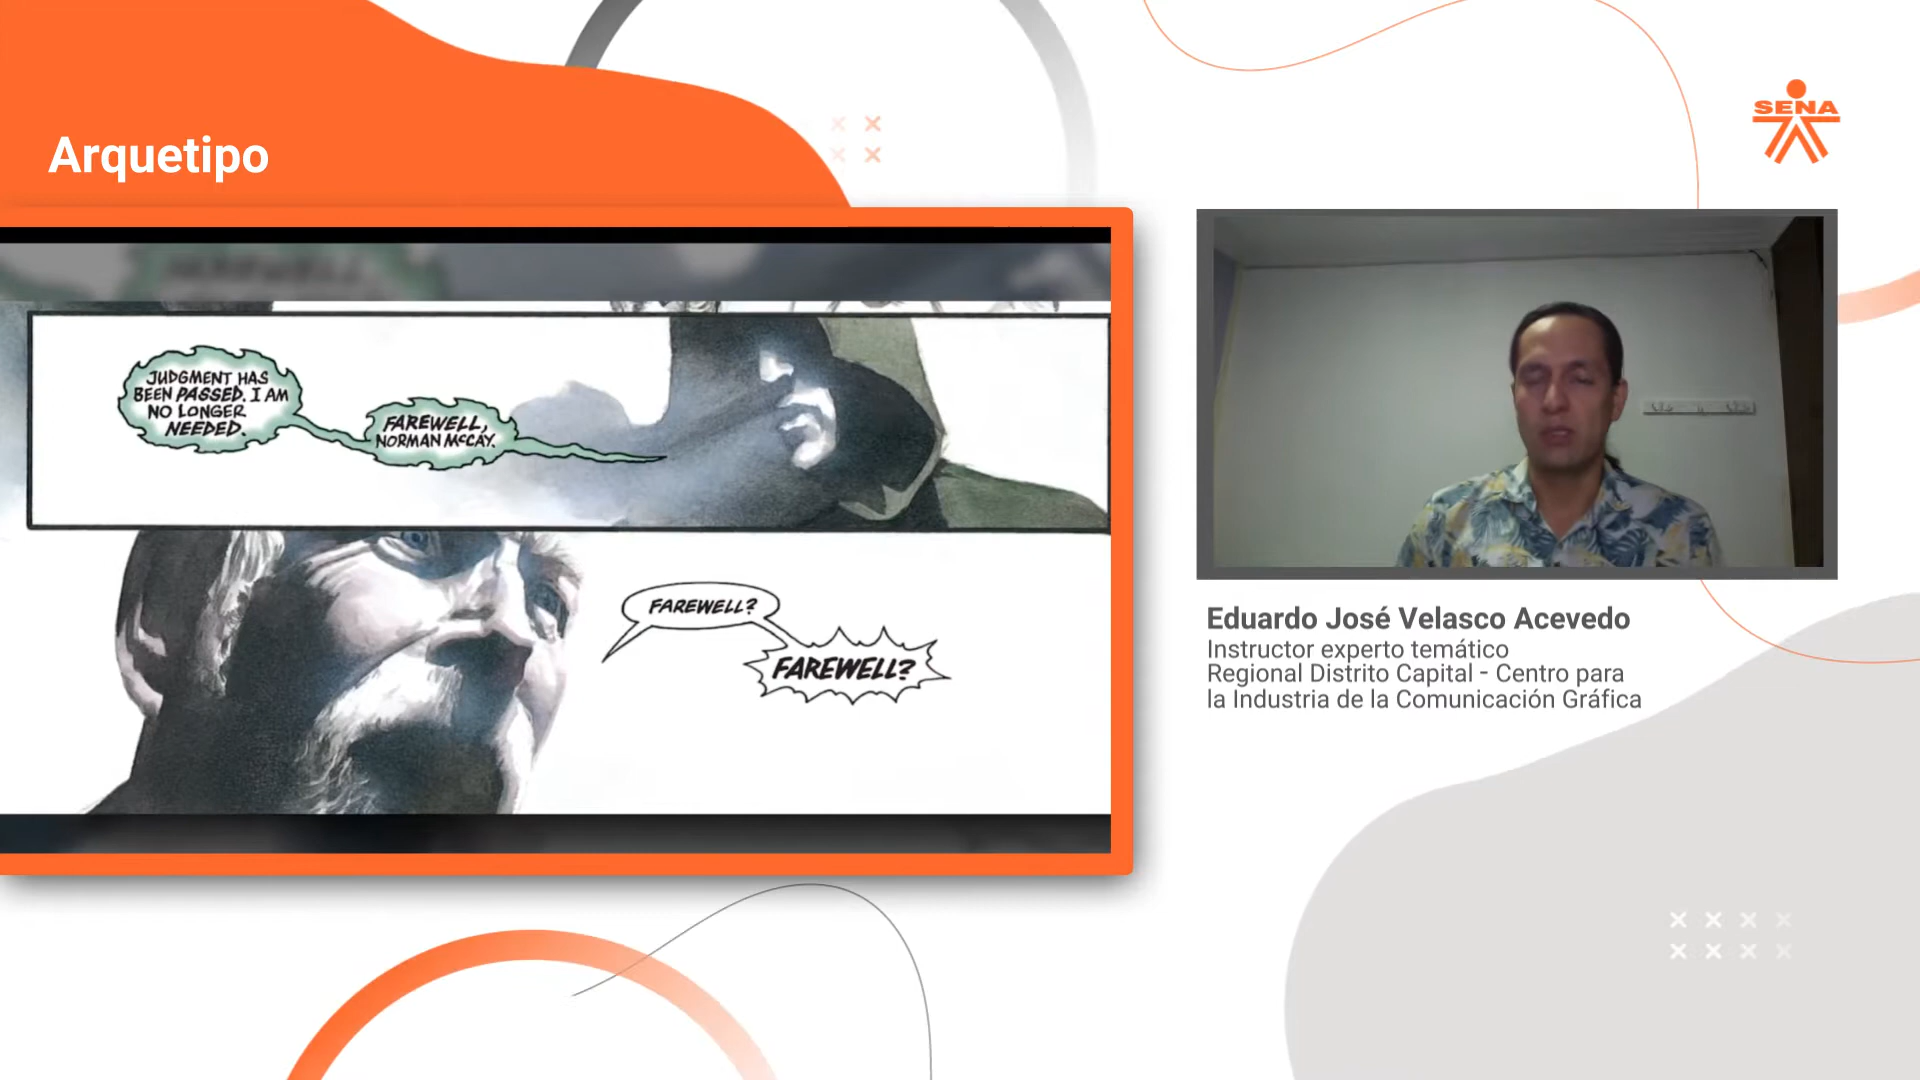 Arquetipo
SENA
JUDGMENT HAS
BEEN PASSED. I AM
NO LONGER
NEEDED.
FAREWELL,
NORMAN McCAY.
FAREWELL?
FAREWELL?
Eduardo José Velasco Acevedo
Instructor experto temático
Regional Distrito Capital - Centro para
la Industria de la Comunicación Gráfica